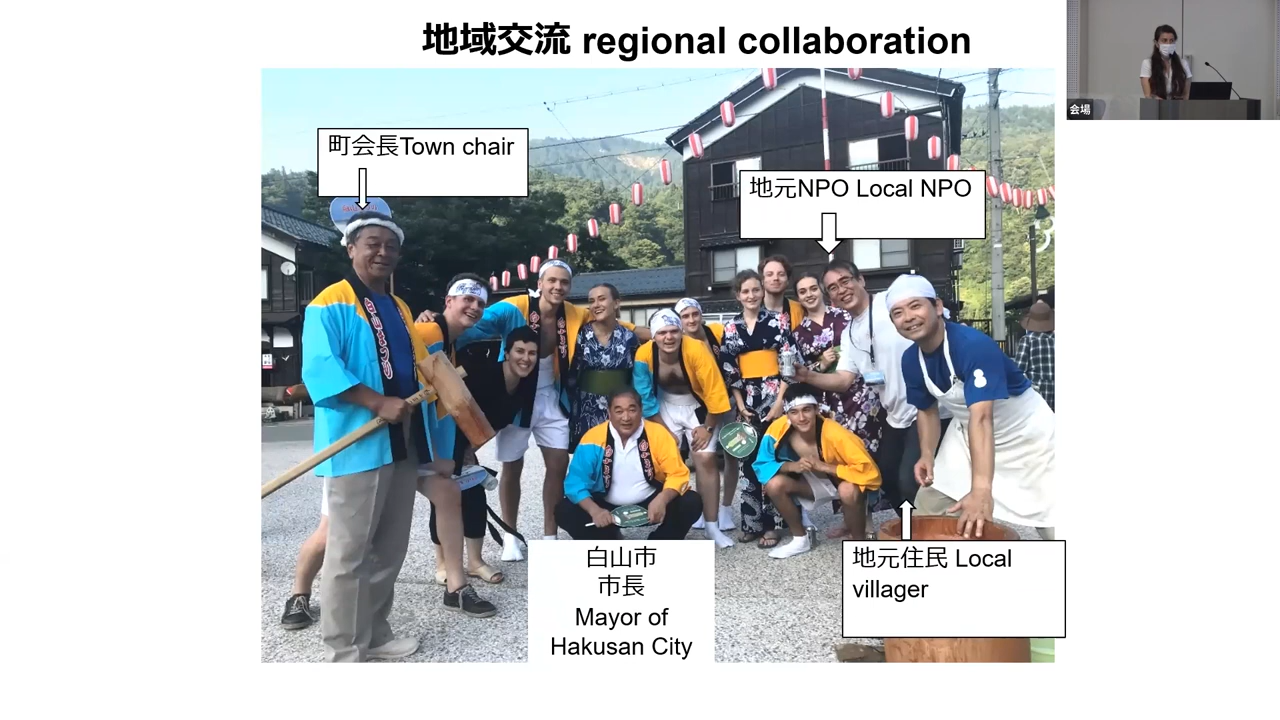 地域交流 regional collaboration
会場
町会長Town chair
地元NPO Local NPO
白山市
市長
Mayor of
Hakusan City
地元住民 Local
villager